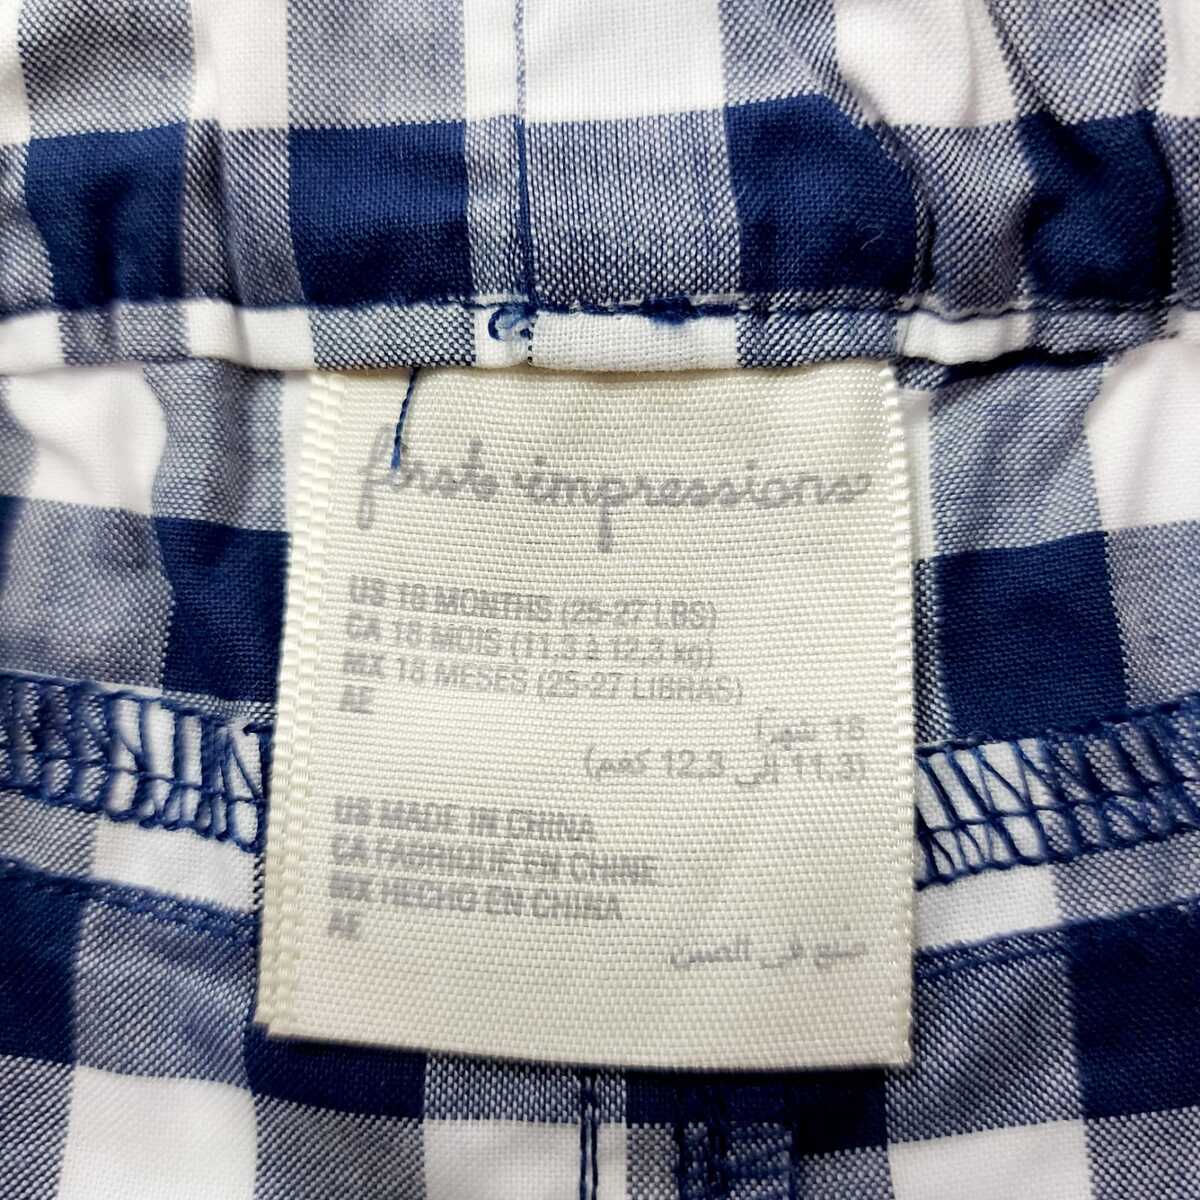 first impressions
US 18 MONTHS (25-27 LBS)
CA 18 MOIS (11,3 à 12,3 kg)
MX 18 MESES (25-27 LIBRAS)
AE
18 شهراً
(11,3 إلى 12,3 كغم)
US MADE IN CHINA
CA FABRIQUÉ EN CHINE
MX HECHO EN CHINA
AE
صنع في الصين